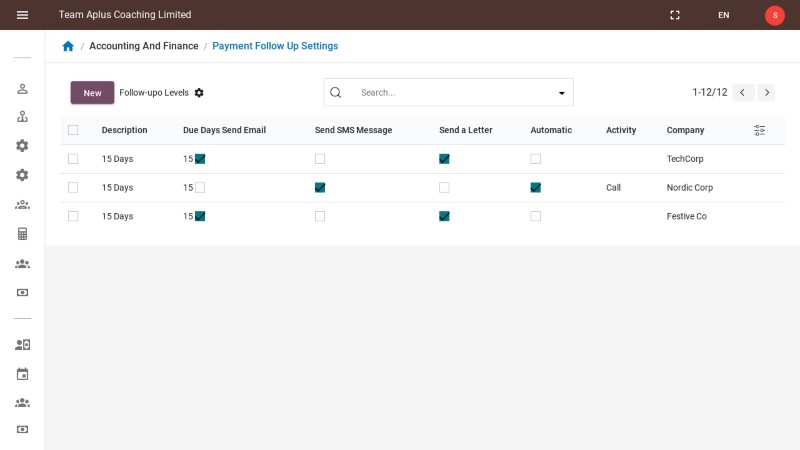 Team Aplus Coaching Limited EN S
/ Accounting And Finance / Payment Follow Up Settings
New Follow-upo Levels Search... 1-12/12
Description Due Days Send Email Send SMS Message Send a Letter Automatic Activity Company
15 Days 15 TechCorp
15 Days 15 Call Nordic Corp
15 Days 15 Festive Co